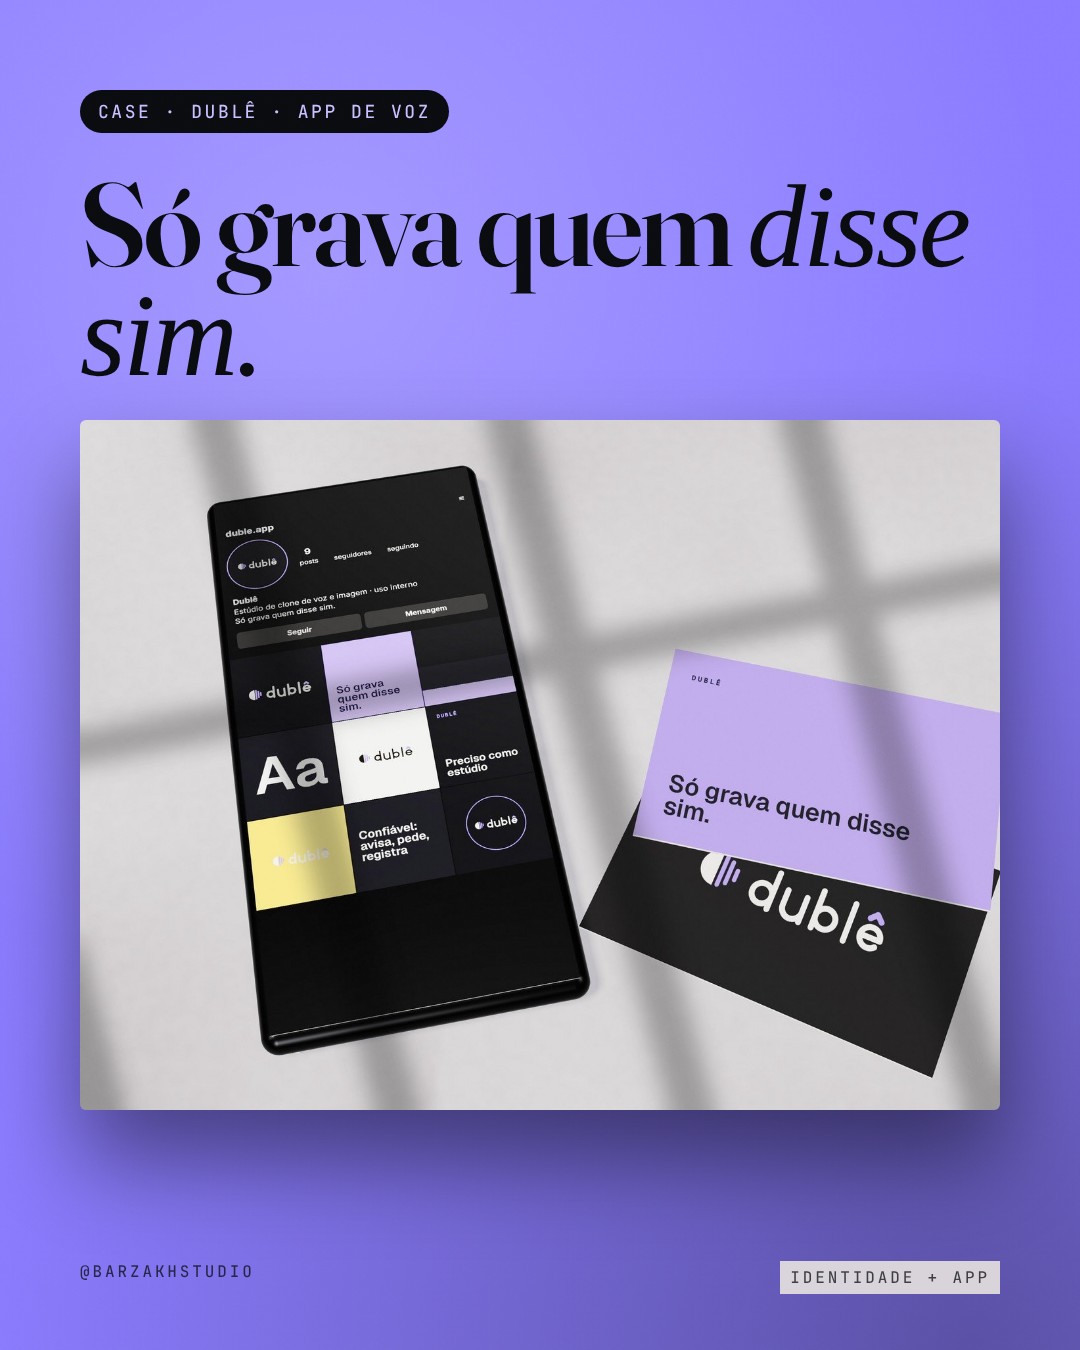 CASE · DUBLÊ · APP DE VOZ
Só grava quem disse
sim.
duble.app
dublê
9
posts
seguidores
seguindo
Dublê
Estúdio de clone de voz e imagem · uso interno
Só grava quem disse sim.
Seguir
Mensagem
dublê
Só grava
quem disse
sim.
Aa
dublê
DUBLÊ
Preciso como
estúdio
dublê
Confiável:
avisa, pede,
registra
dublê
DUBLÊ
Só grava quem disse
sim.
dublê
@BARZAKHSTUDIO
IDENTIDADE + APP